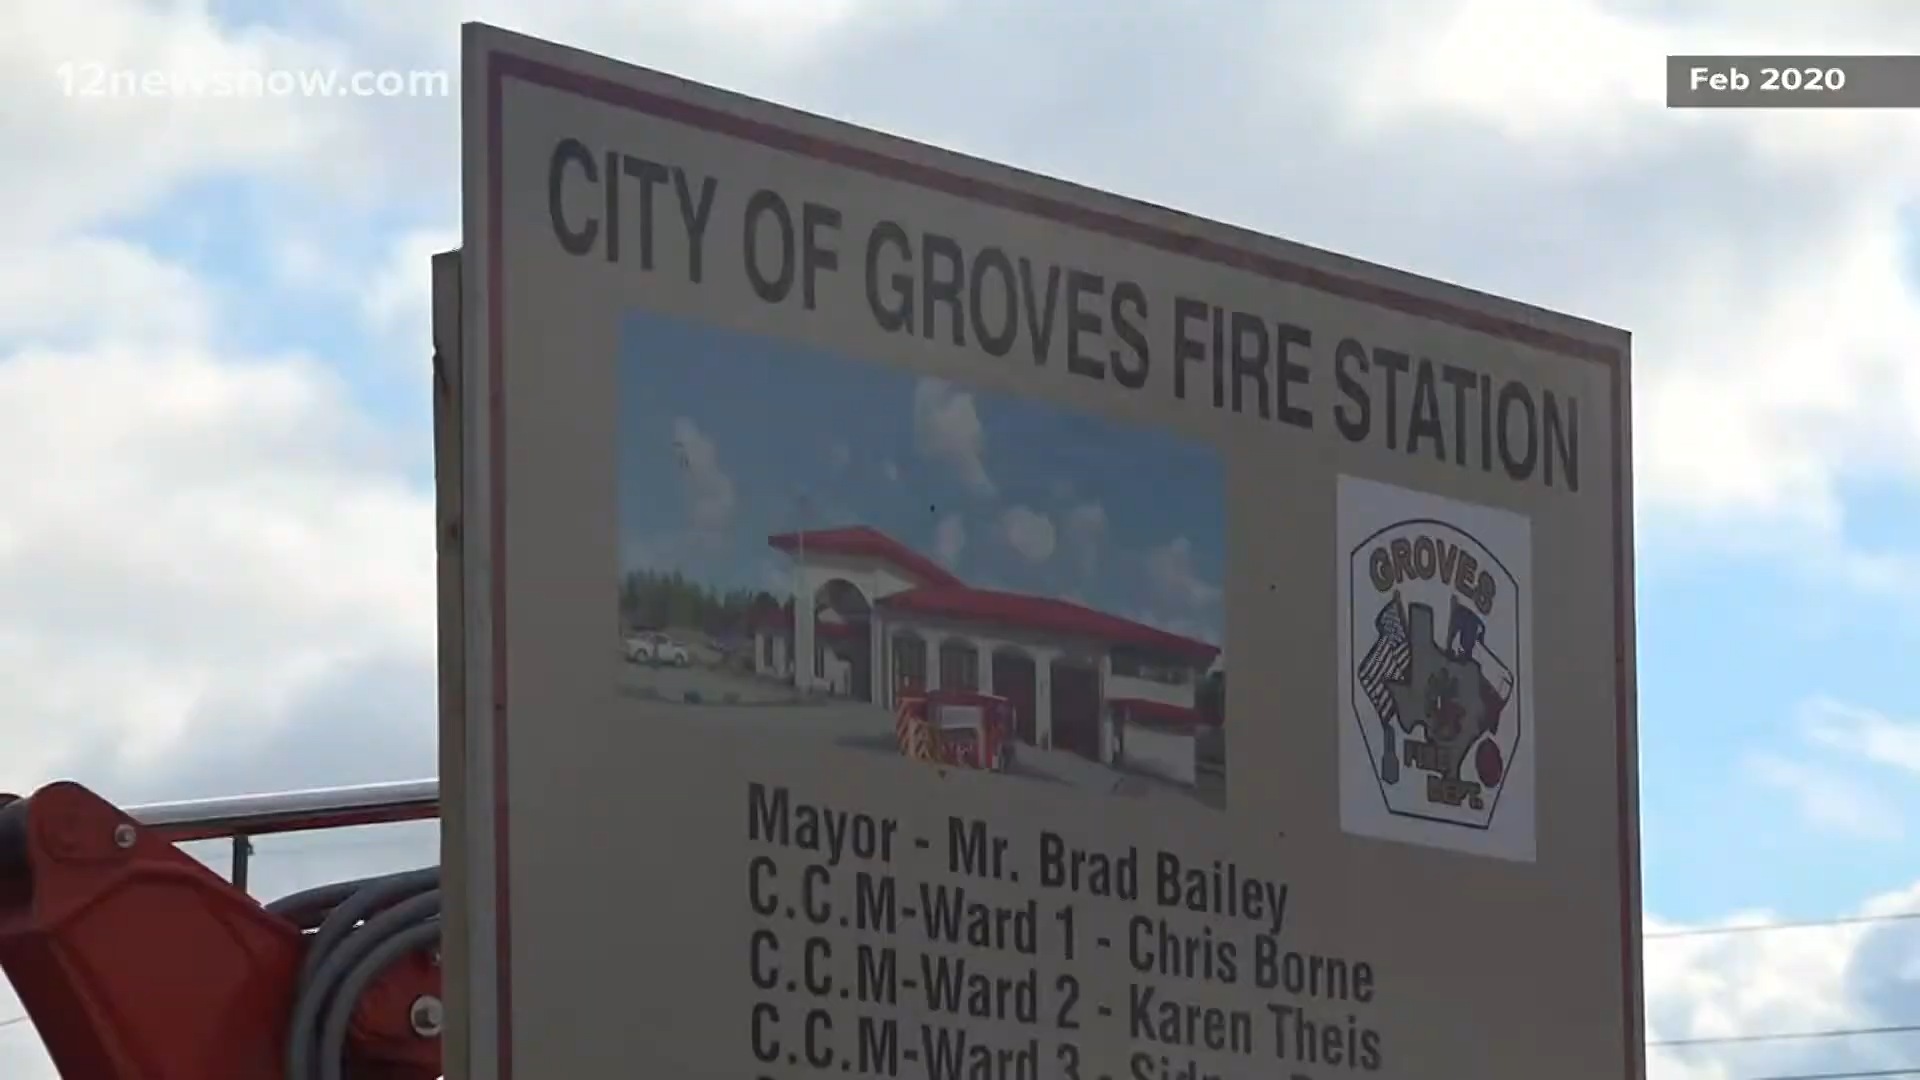 12newsnow.com
Feb 2020
CITY OF GROVES FIRE STATION
GROVES
FIRE
DEPT.
Mayor - Mr. Brad Bailey
C.C.M-Ward 1 - Chris Borne
C.C.M-Ward 2 - Karen Theis
C.C.M-Ward 3 -